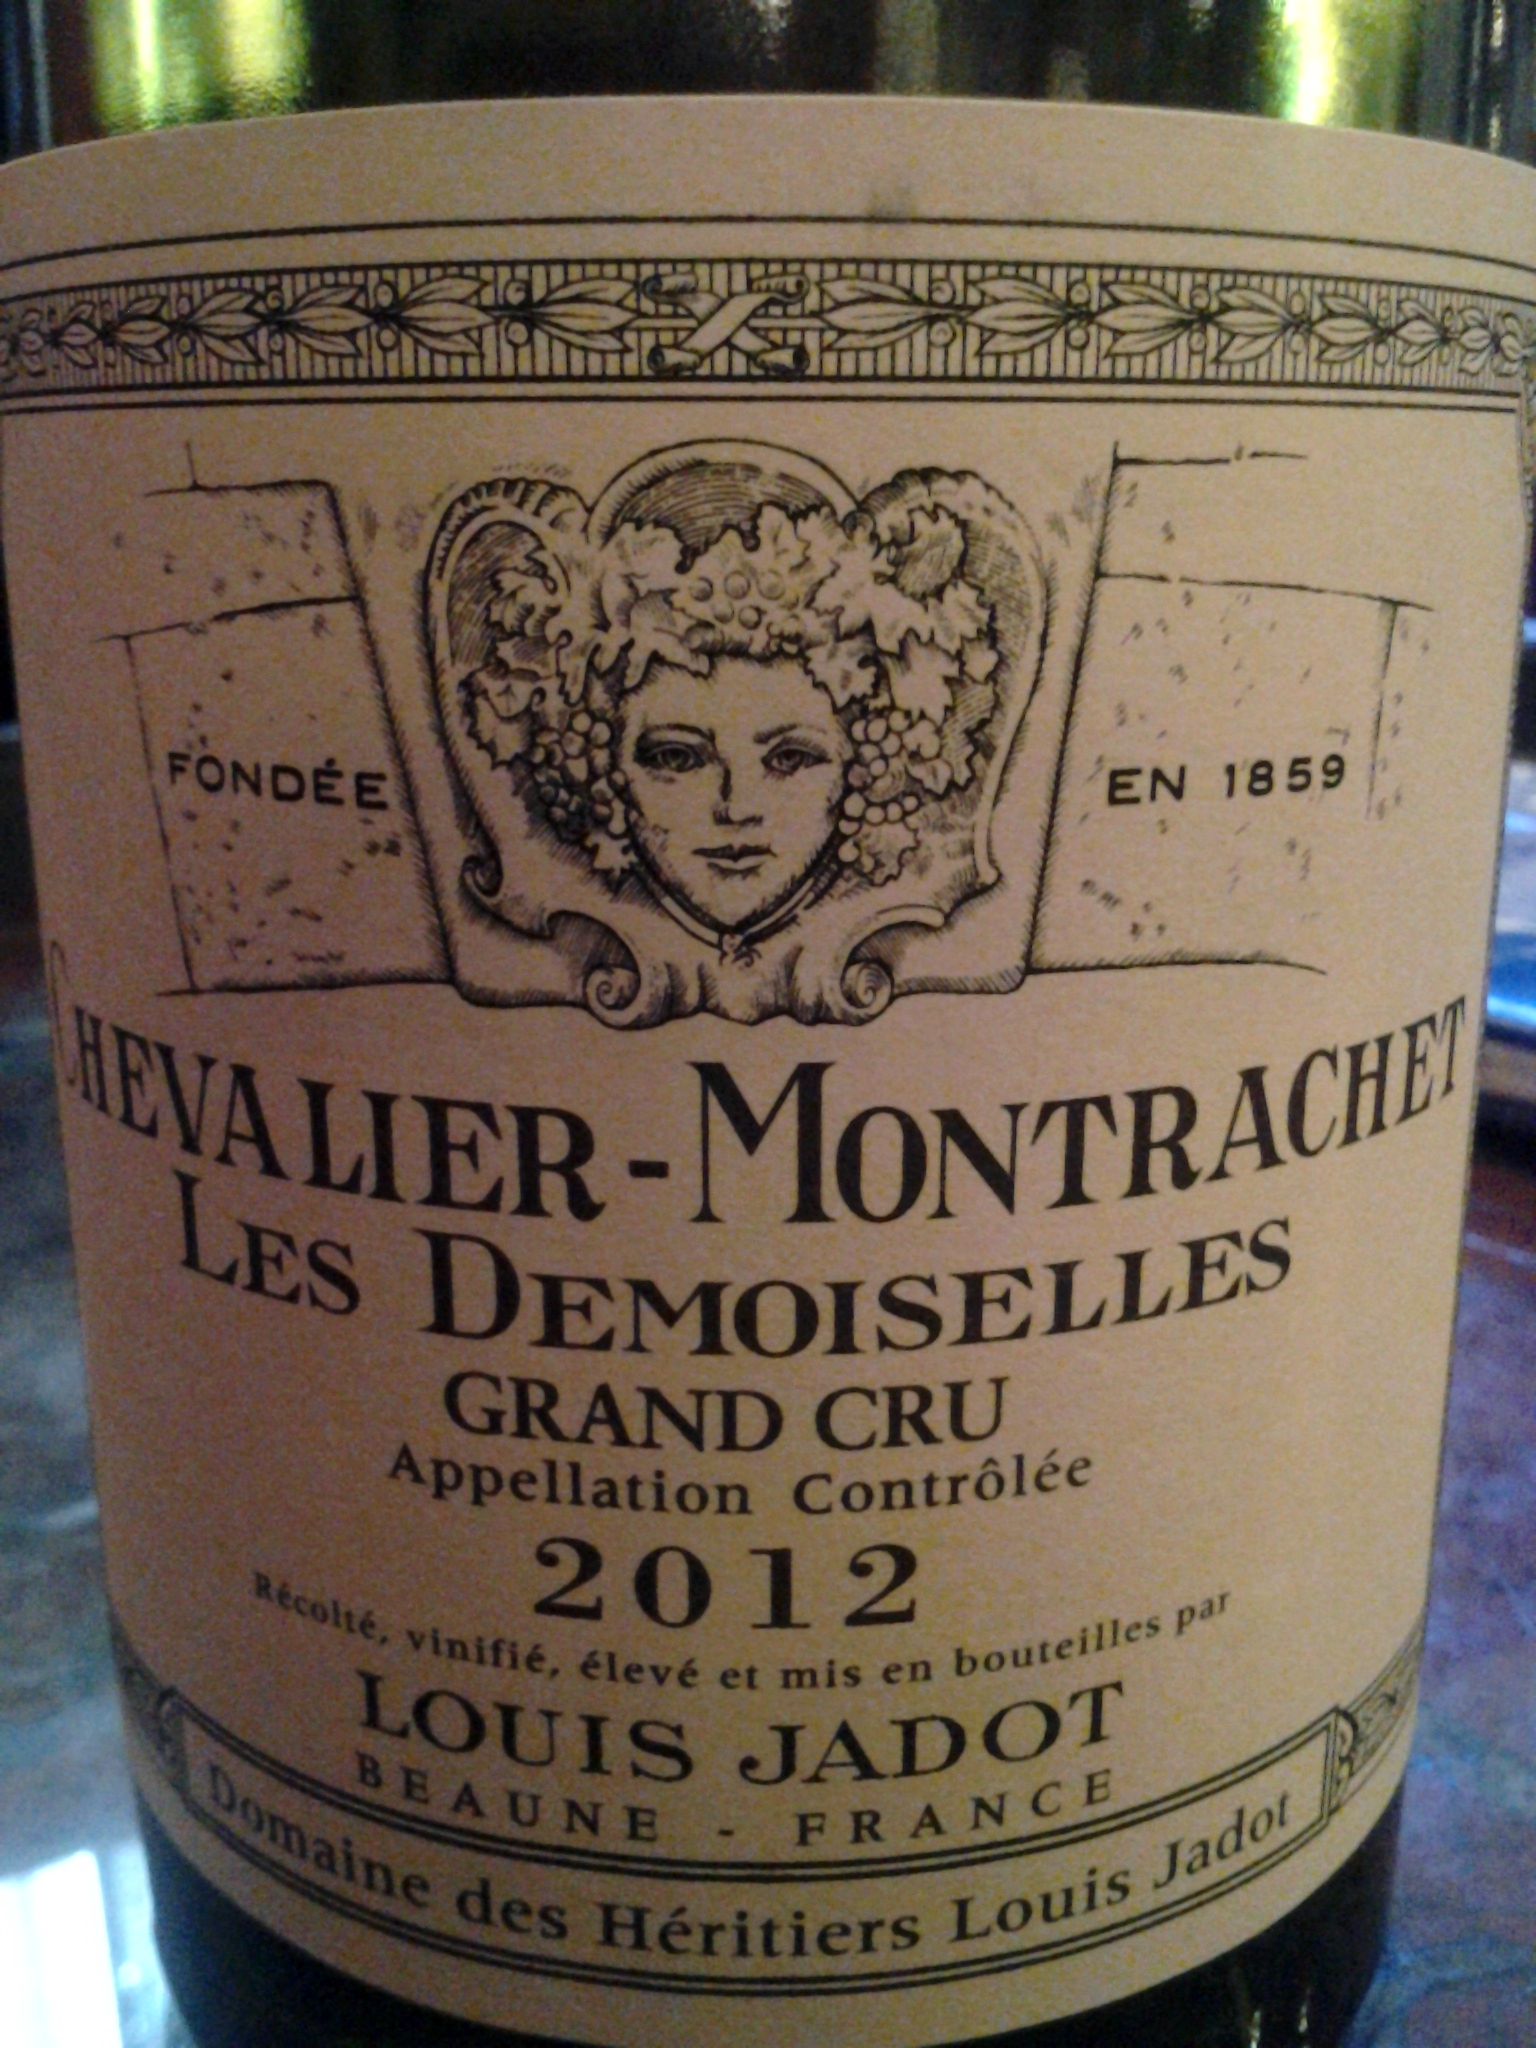 FONDÉE EN 1859
CHEVALIER-MONTRACHET
LES DEMOISELLES
GRAND CRU
Appellation Contrôlée
2012
Récolté, vinifié, élevé et mis en bouteilles par
LOUIS JADOT
BEAUNE - FRANCE
Domaine des Héritiers Louis Jadot